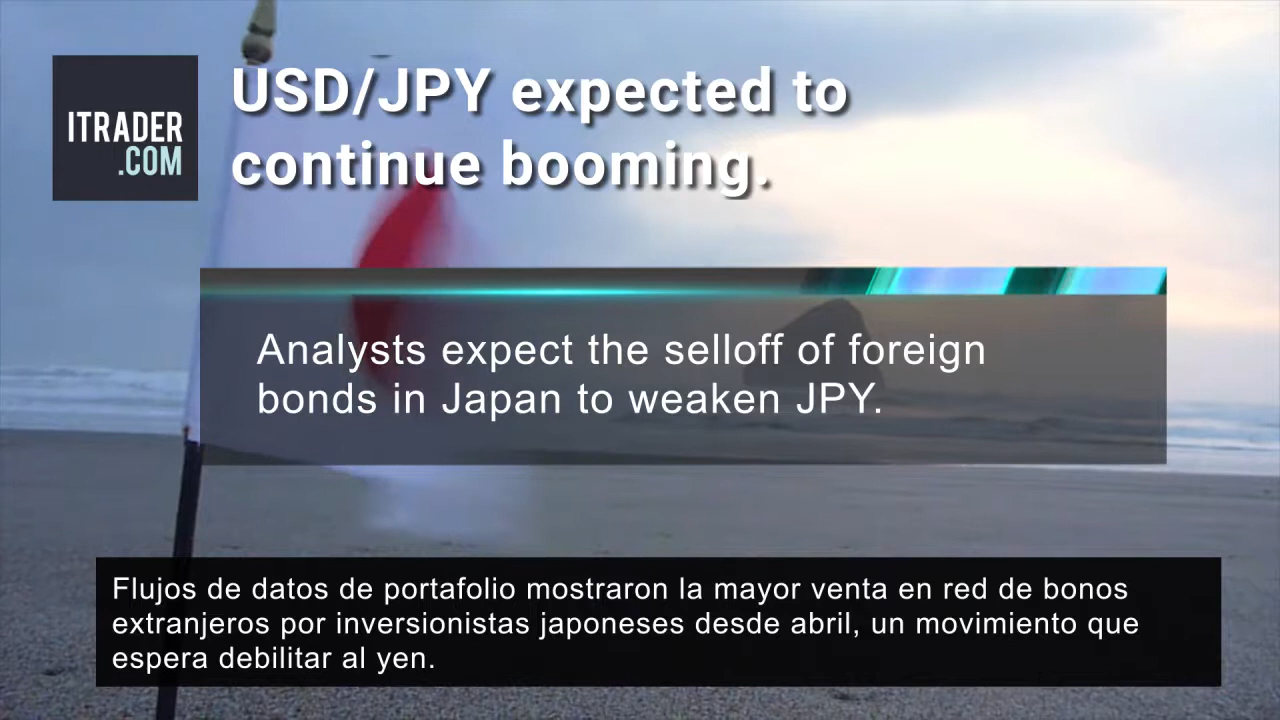 ITRADER
.COM
USD/JPY expected to
continue booming.
Analysts expect the selloff of foreign
bonds in Japan to weaken JPY.
Flujos de datos de portafolio mostraron la mayor venta en red de bonos
extranjeros por inversionistas japoneses desde abril, un movimiento que
espera debilitar al yen.